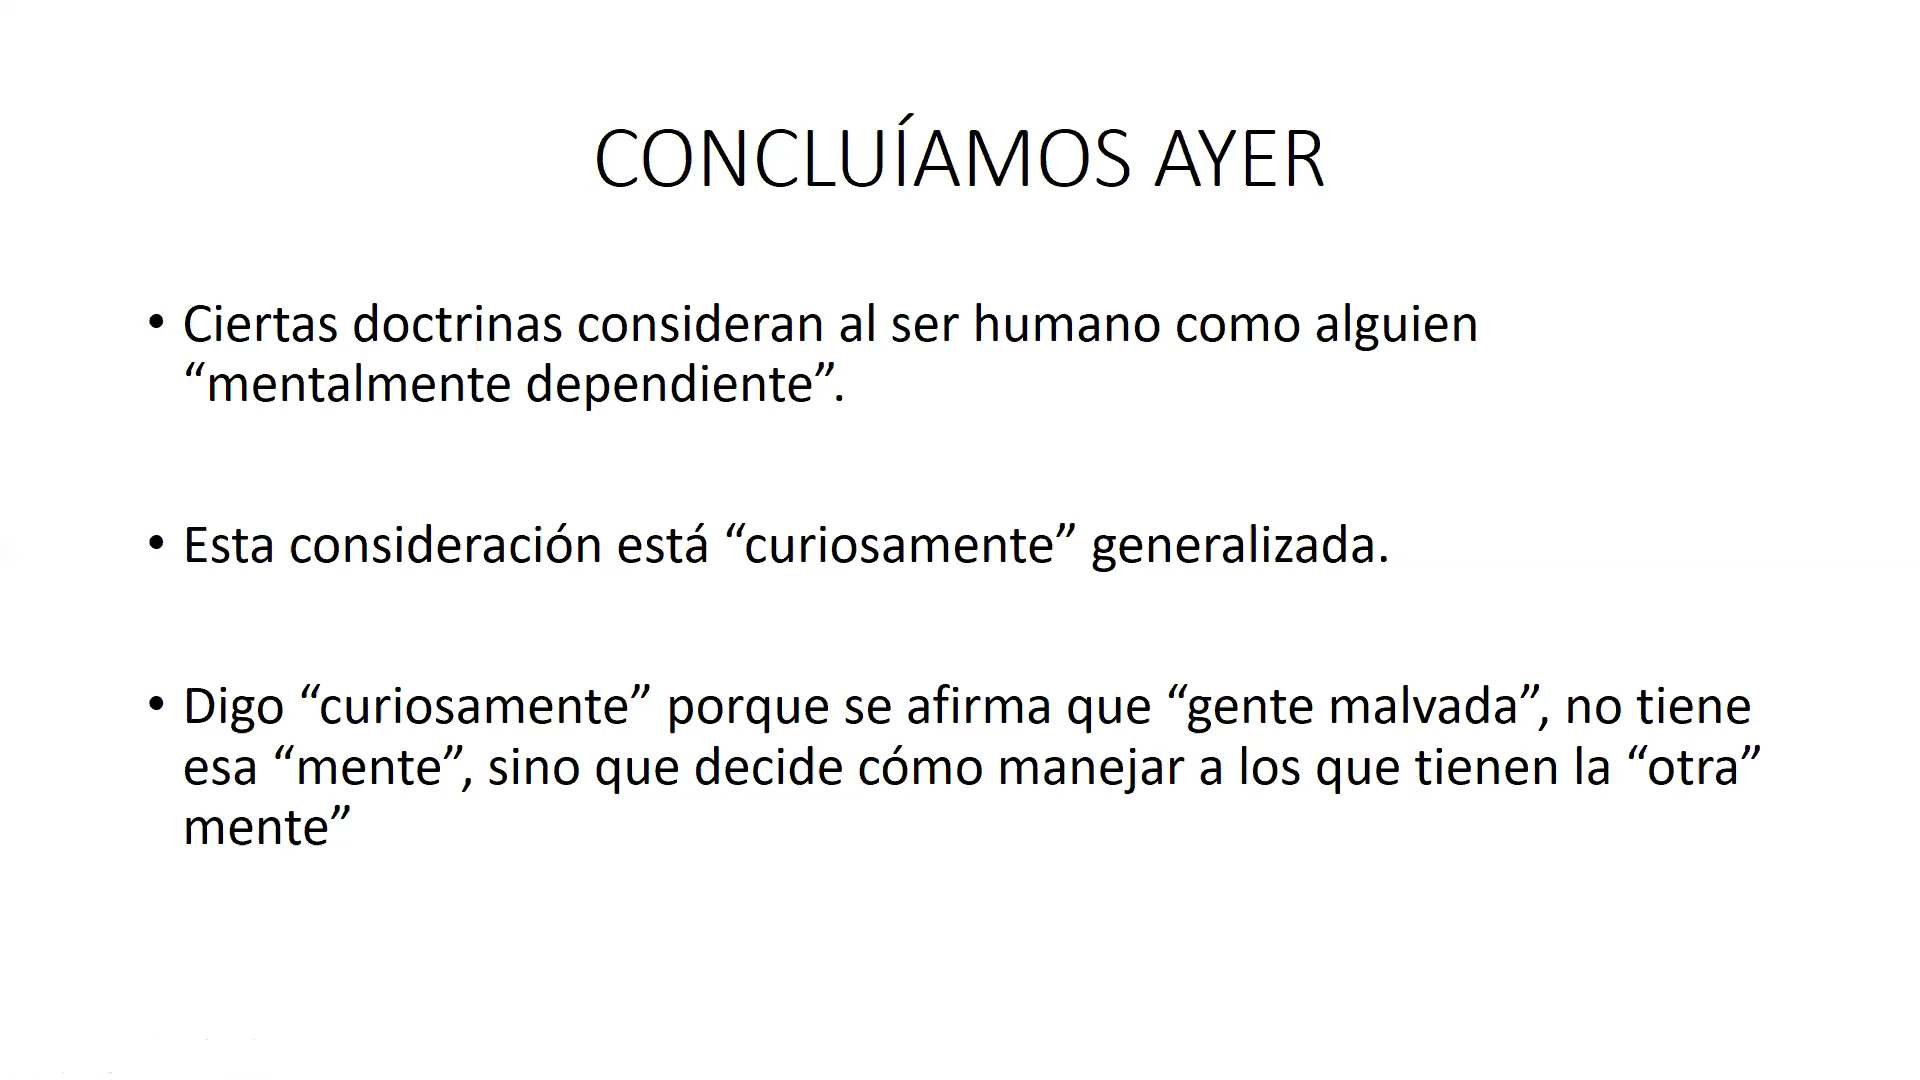 CONCLUÍAMOS AYER
• Ciertas doctrinas consideran al ser humano como alguien
“mentalmente dependiente”.
• Esta consideración está “curiosamente” generalizada.
• Digo “curiosamente” porque se afirma que “gente malvada”, no tiene
esa “mente”, sino que decide cómo manejar a los que tienen la “otra”
mente”